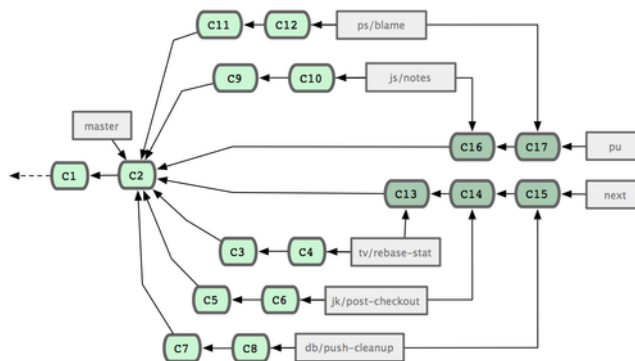 C11 C12 ps/blame
C9 C10 js/notes
master
C16 C17 pu
C1 C2
C13 C14 C15 next
C3 C4 tv/rebase-stat
C5 C6 jk/post-checkout
C7 C8 db/push-cleanup